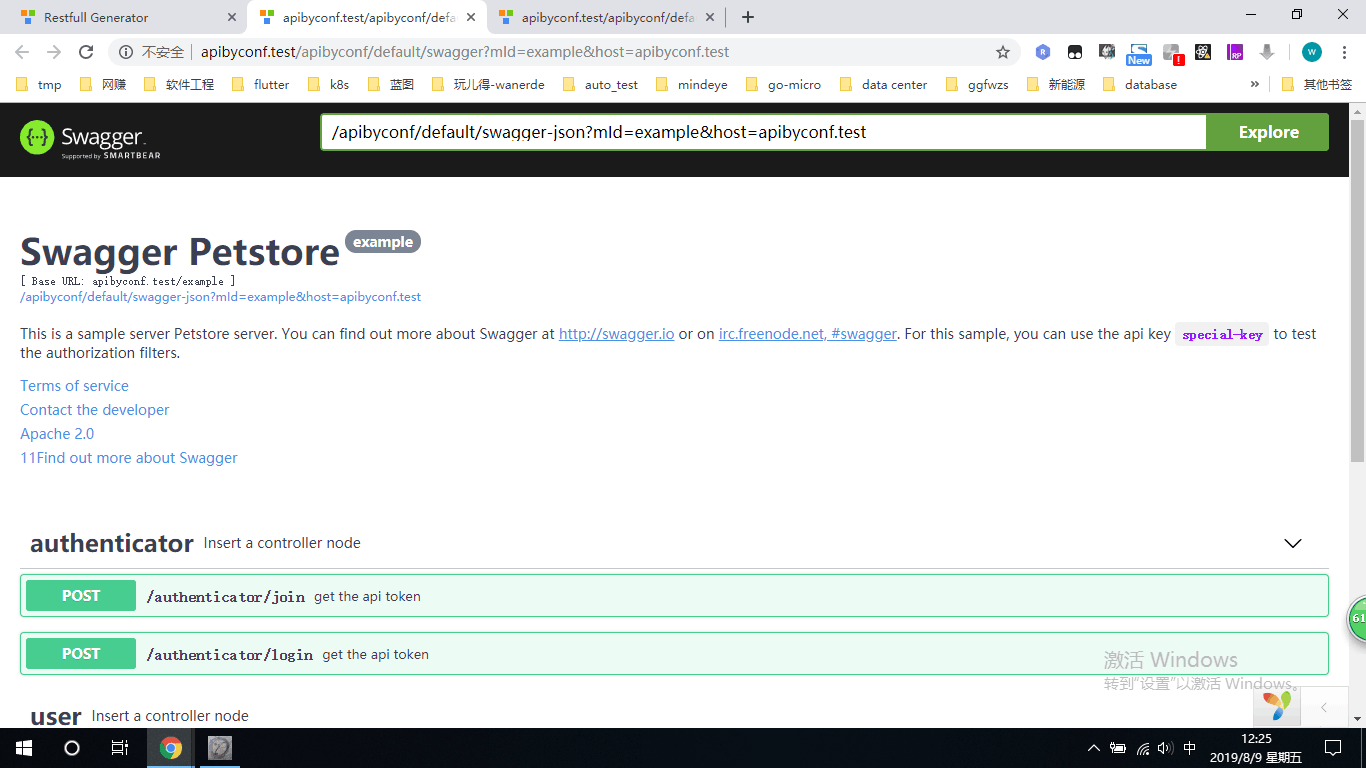 Restfull Generator
apibyconf.test/apibyconf/defa
apibyconf.test/apibyconf/defa
不安全
apibyconf.test/apibyconf/default/swagger?mId=example&host=apibyconf.test
R
New
!
RP
W
tmp 网赚 软件工程 flutter k8s 蓝图 玩儿得-wanerde auto_test mindeye go-micro data center ggfwzs 新能源 database » 其他书签
{··} Swagger
Supported by SMARTBEAR
/apibyconf/default/swagger-json?mId=example&host=apibyconf.test
Explore
Swagger Petstore example
[ Base URL: apibyconf.test/example ]
/apibyconf/default/swagger-json?mId=example&host=apibyconf.test
This is a sample server Petstore server. You can find out more about Swagger at http://swagger.io or on irc.freenode.net, #swagger. For this sample, you can use the api key special-key to test
the authorization filters.
Terms of service
Contact the developer
Apache 2.0
11Find out more about Swagger
authenticator Insert a controller node
POST /authenticator/join get the api token
61
POST /authenticator/login get the api token
激活 Windows
转到"设置"以激活 Windows。
user Insert a controller node
中
12:25
2019/8/9 星期五